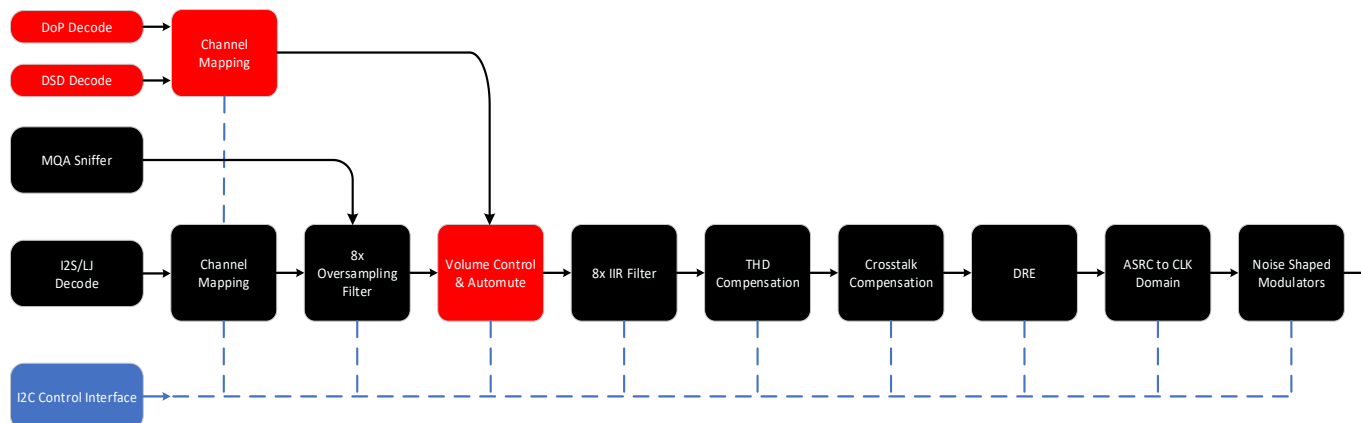 DoP Decode
DSD Decode
Channel
Mapping
MQA Sniffer
I2S/LJ
Decode
Channel
Mapping
8x
Oversampling
Filter
Volume Control
& Automute
8x IIR Filter
THD
Compensation
Crosstalk
Compensation
DRE
ASRC to CLK
Domain
Noise Shaped
Modulators
I2C Control Interface